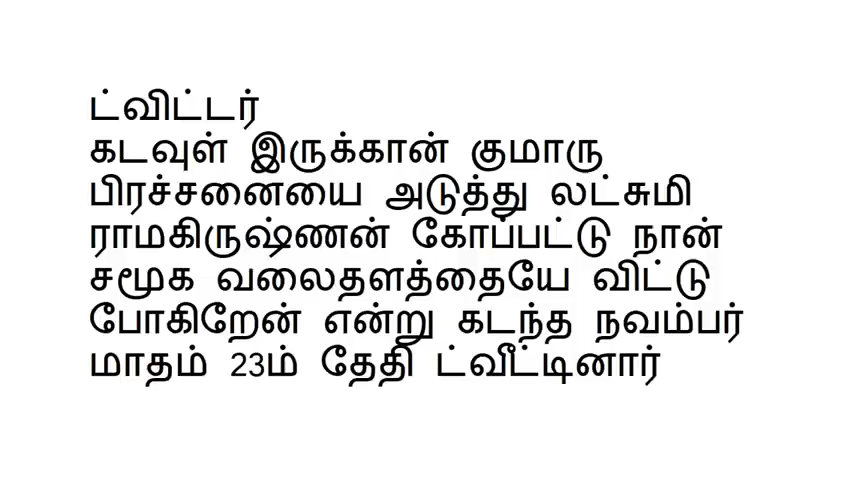 ட்விட்டர்
கடவுள் இருக்கான் குமாரு
பிரச்சனையை அடுத்து லட்சுமி
ராமகிருஷ்ணன் கோப்பட்டு நான்
சமூக வலைதளத்தையே விட்டு
போகிறேன் என்று கடந்த நவம்பர்
மாதம் 23ம் தேதி ட்வீட்டினார்